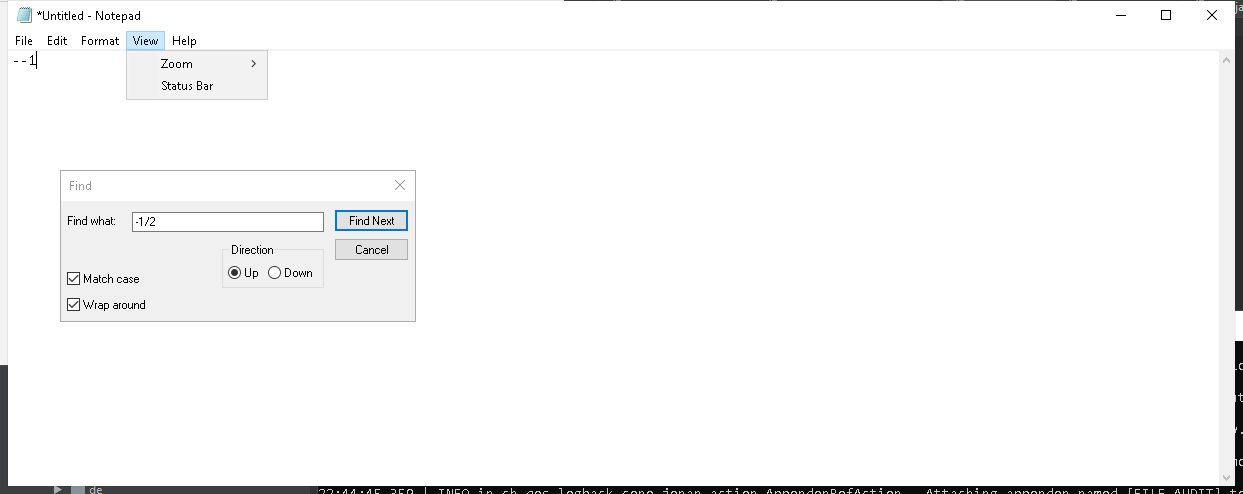 *Untitled - Notepad
File Edit Format View Help
--1
Zoom
Status Bar
Find
Find what: -1/2 Find Next
Direction Cancel
Up Down
Match case
Wrap around
de
22:44:45,359 | INFO in ch.qos.logback.core.joran.action.AppenderRefAction - Attaching appender named [FILE_AUDIT] t